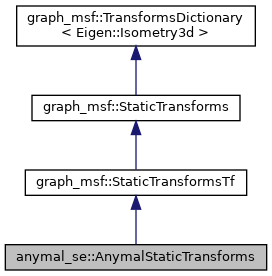 graph_msf::TransformsDictionary
< Eigen::Isometry3d >
graph_msf::StaticTransforms
graph_msf::StaticTransformsTf
anymal_se::AnymalStaticTransforms